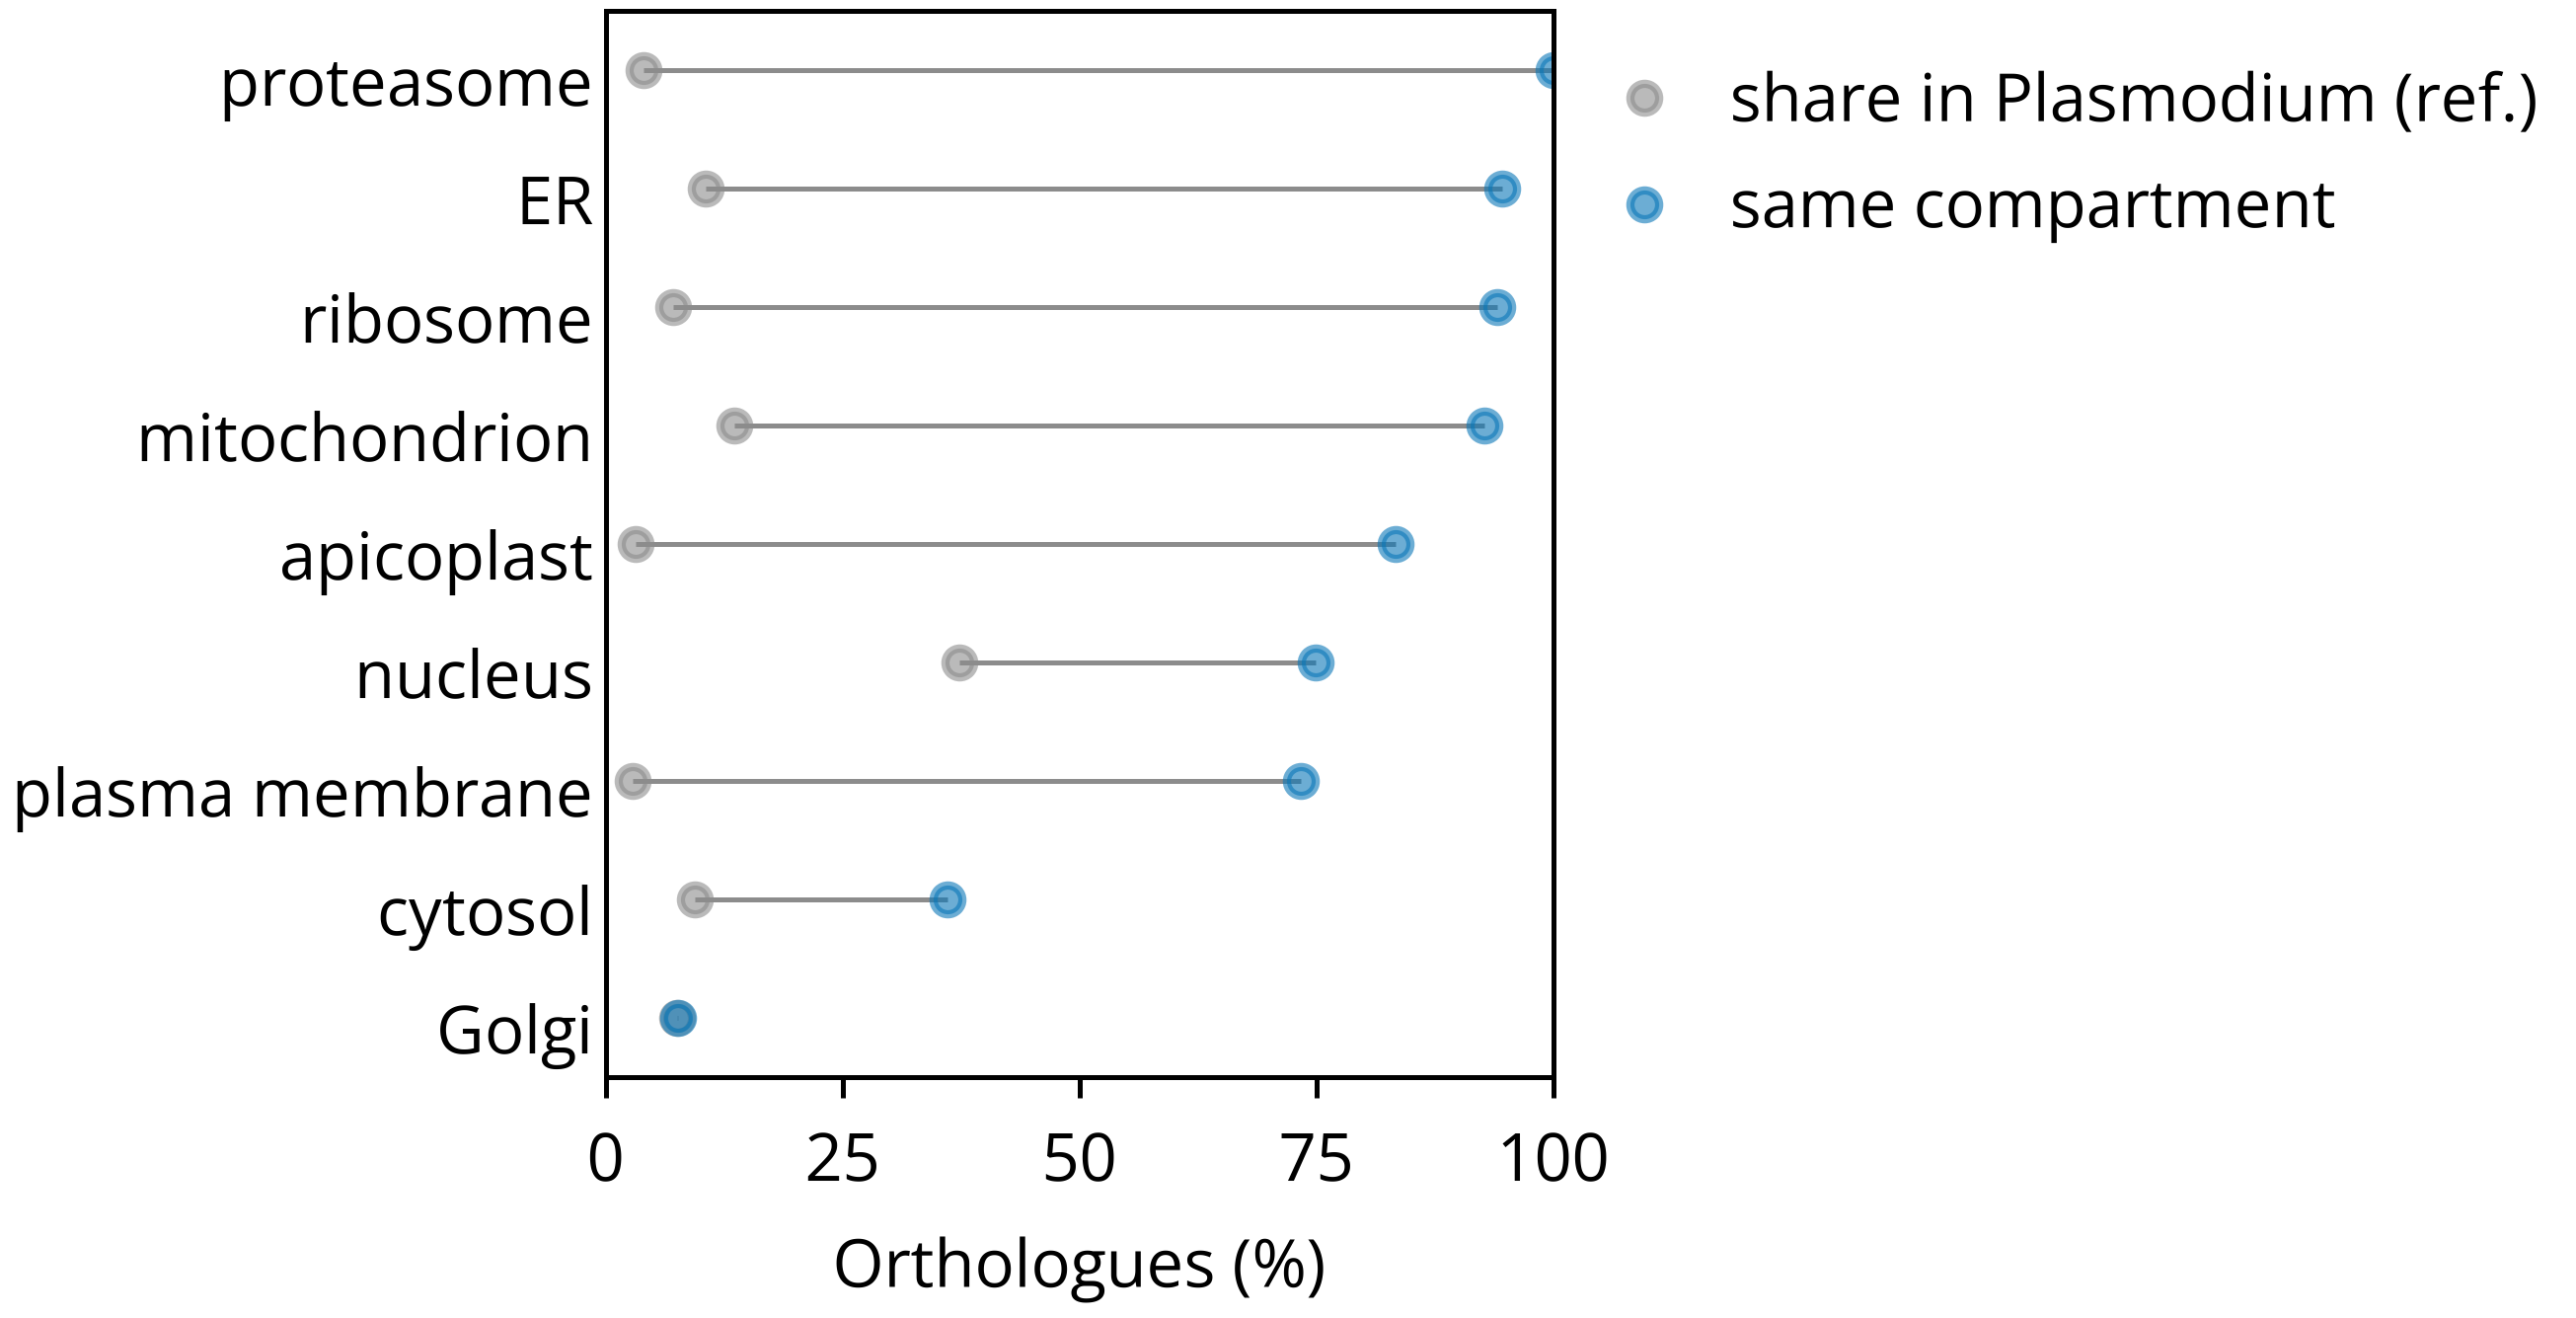 proteasome
ER
ribosome
mitochondrion
apicoplast
nucleus
plasma membrane
cytosol
Golgi
0 25 50 75 100
Orthologues (%)
share in Plasmodium (ref.)
same compartment